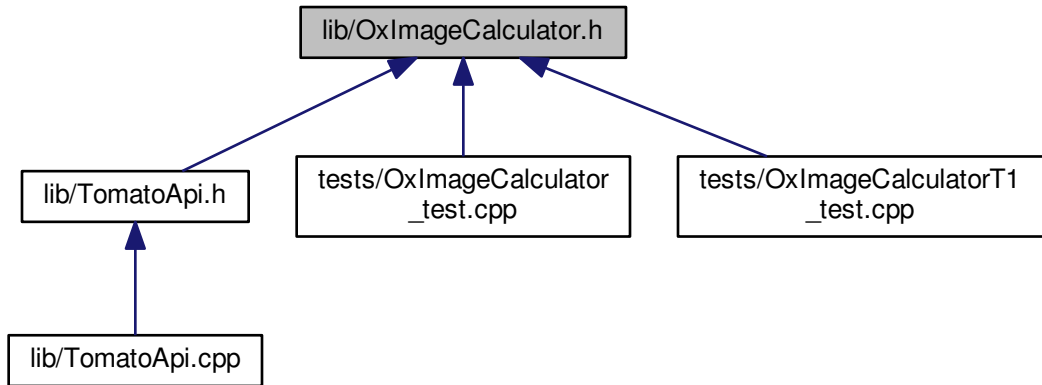 lib/OxImageCalculator.h
lib/TomatoApi.h
tests/OxImageCalculator
_test.cpp
tests/OxImageCalculatorT1
_test.cpp
lib/TomatoApi.cpp